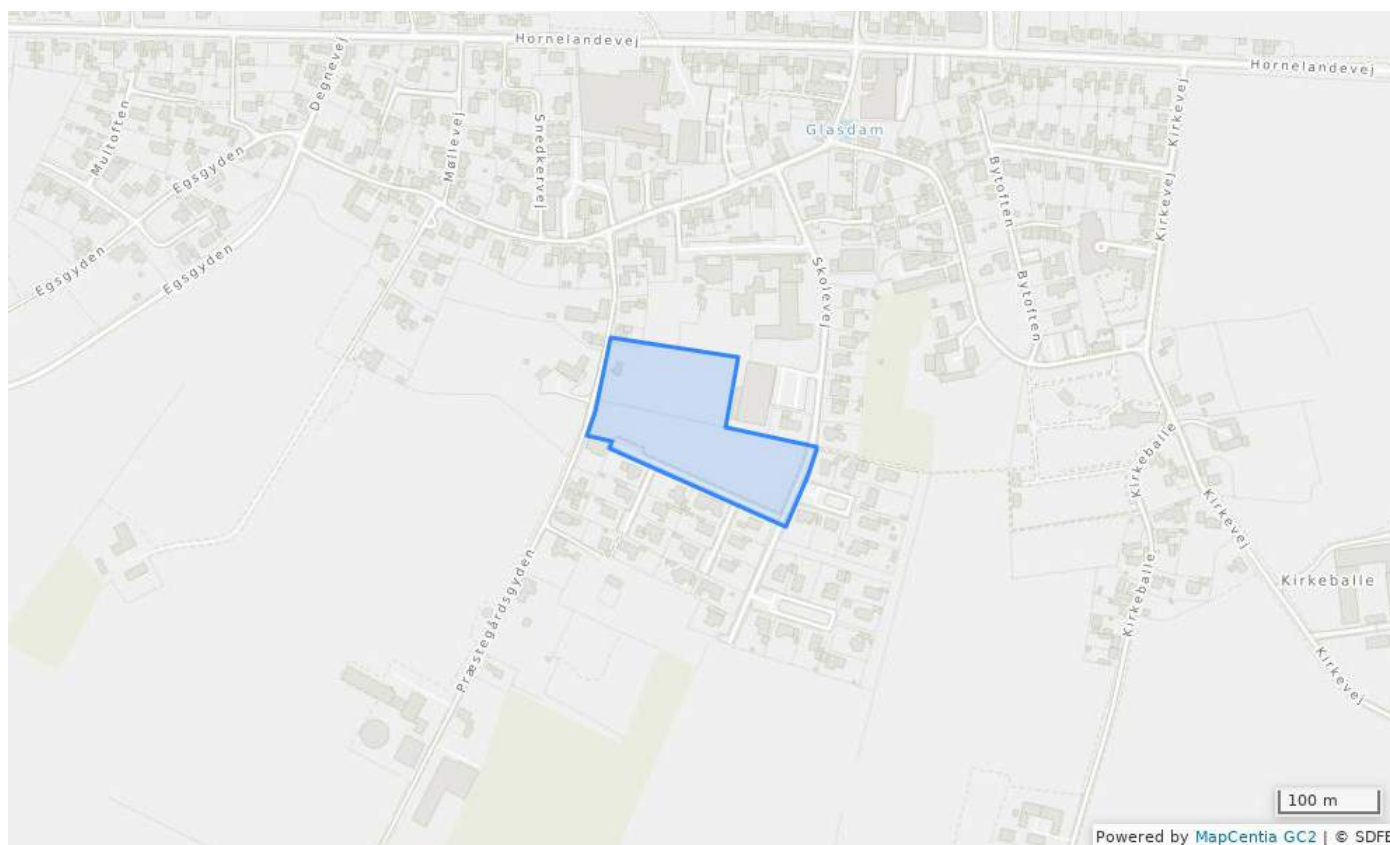 Hornelandevej
Hornelandevej
Degnevej
Multoften
Egsgyden
Møllevej
Snedkervej
Glasdam
Kirkevej
Kirkevej
Bytoften
Egsgyden
Egsgyden
Skolevej
Bytoften
Kirkeballe
Kirkevej
Præstegårdsgyden
Kirkeballe
Kirkeballe
Kirkevej
100 m
Powered by MapCentia GC2 | © SDFE